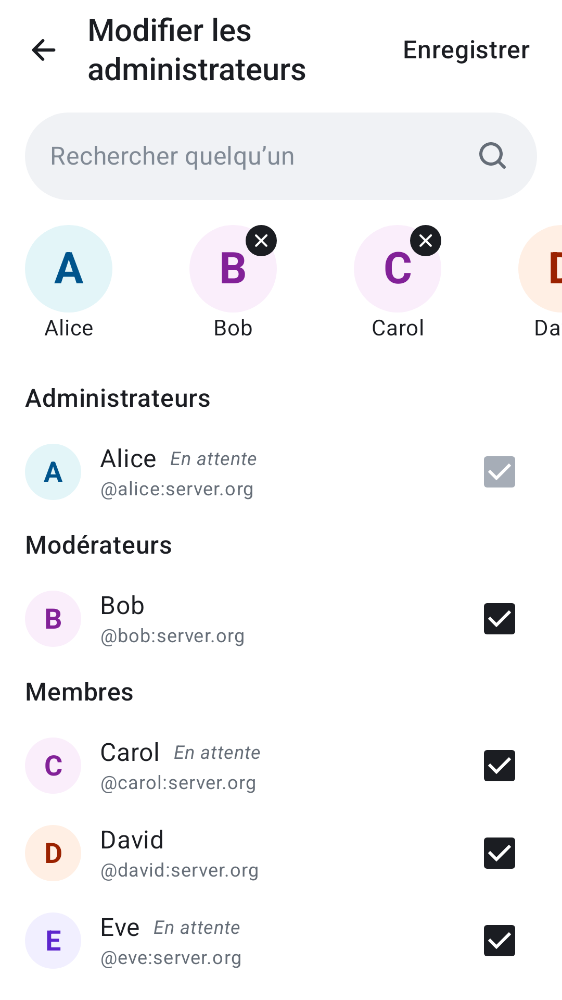 Modifier les
administrateurs
Enregistrer
Rechercher quelqu’un
A
B
C
D
Alice
Bob
Carol
Da
Administrateurs
A
Alice En attente
@alice:server.org
Modérateurs
B
Bob
@bob:server.org
Membres
C
Carol En attente
@carol:server.org
D
David
@david:server.org
E
Eve En attente
@eve:server.org